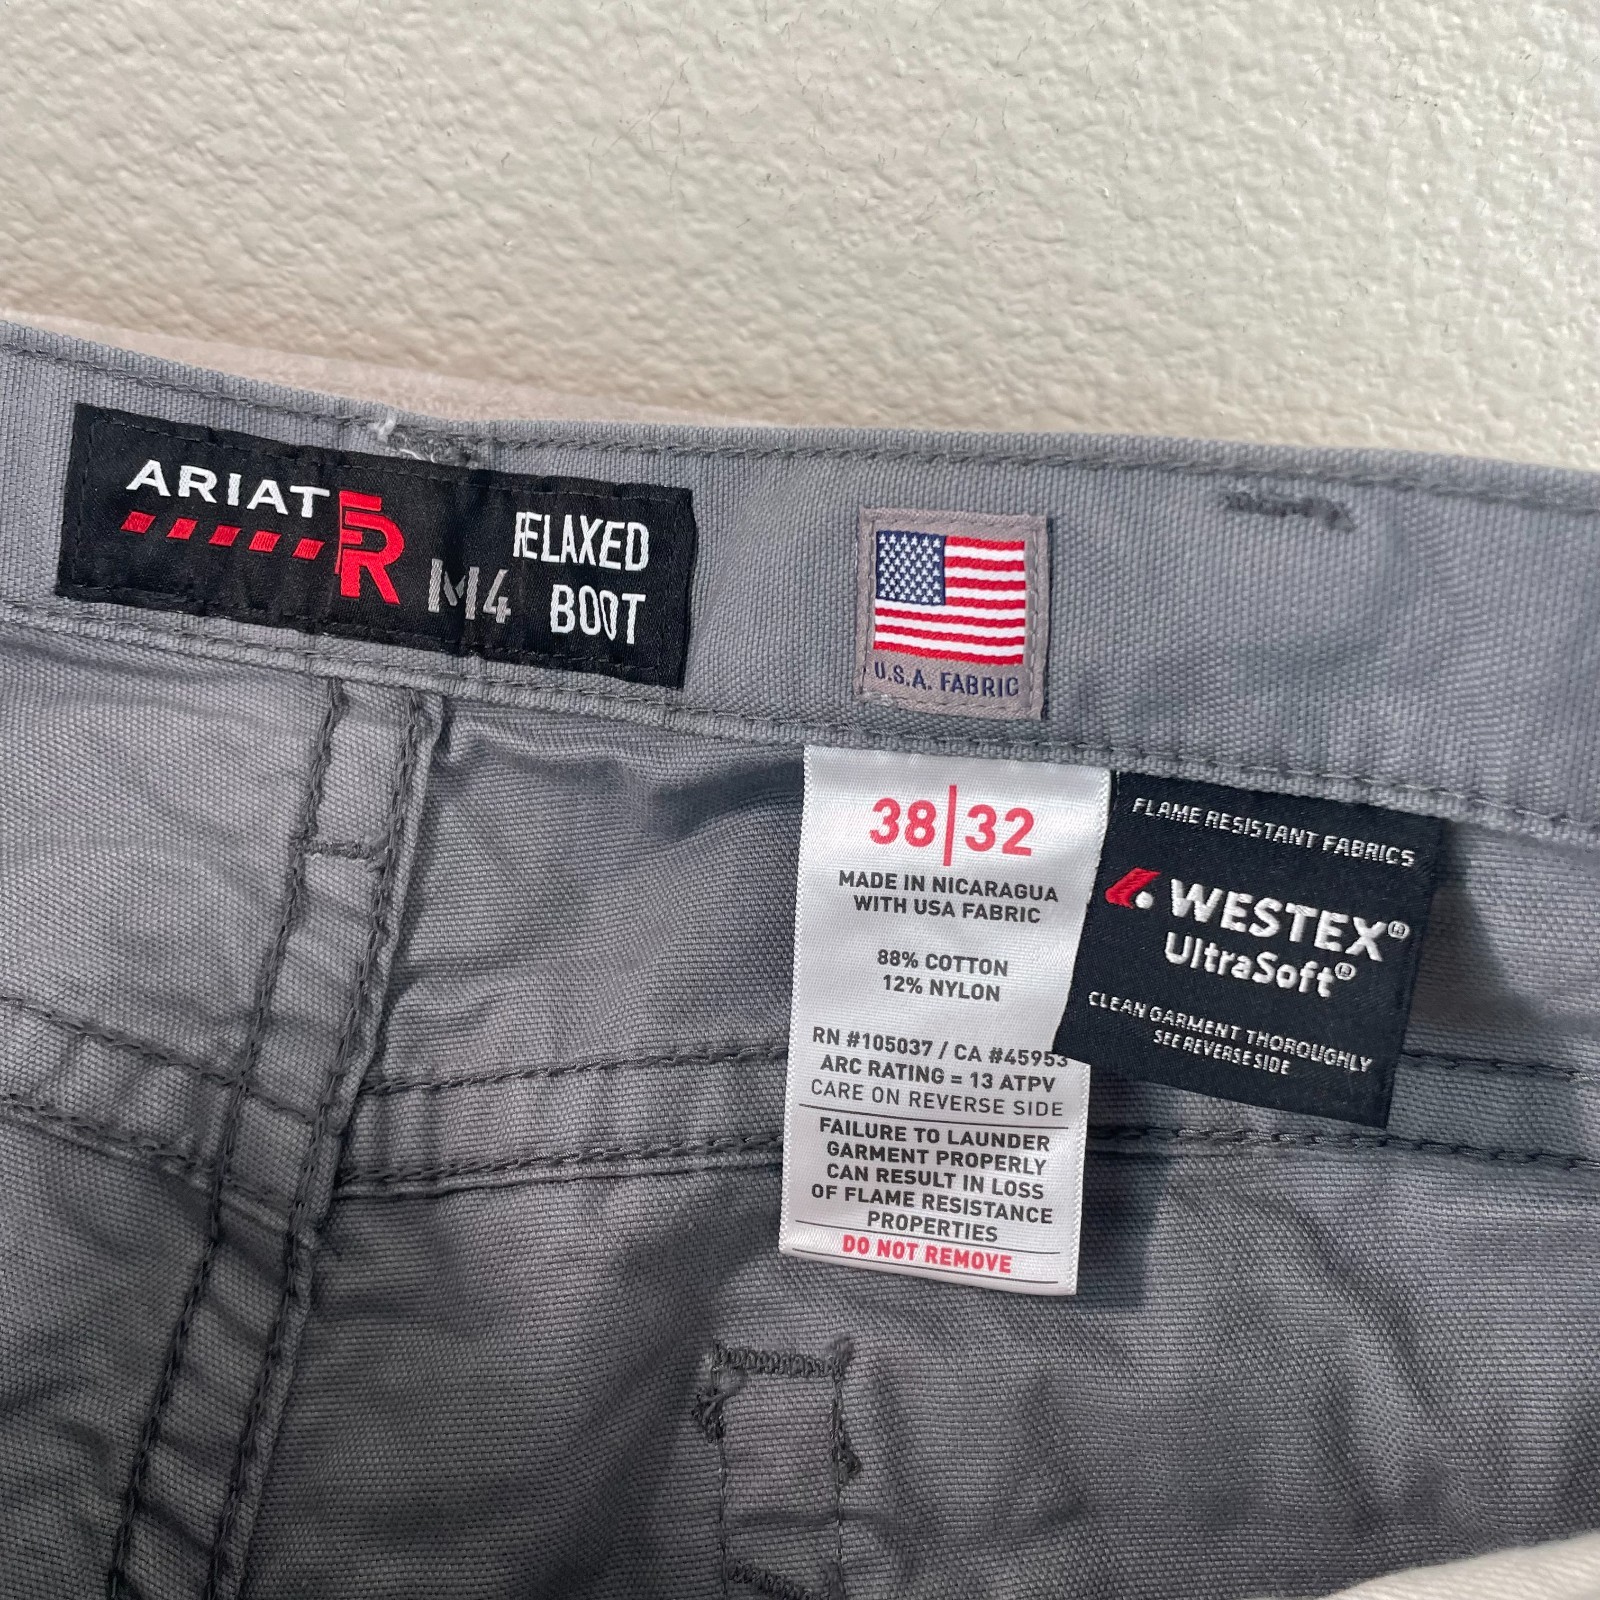 ARIAT FR
M4
RELAXED
BOOT
U.S.A. FABRIC
38|32
MADE IN NICARAGUA
WITH USA FABRIC
88% COTTON
12% NYLON
RN #105037 / CA #45953
ARC RATING = 13 ATPV
CARE ON REVERSE SIDE
FAILURE TO LAUNDER
GARMENT PROPERLY
CAN RESULT IN LOSS
OF FLAME RESISTANCE
PROPERTIES
DO NOT REMOVE
FLAME RESISTANT FABRICS
WESTEX®
UltraSoft®
CLEAN GARMENT THOROUGHLY
SEE REVERSE SIDE